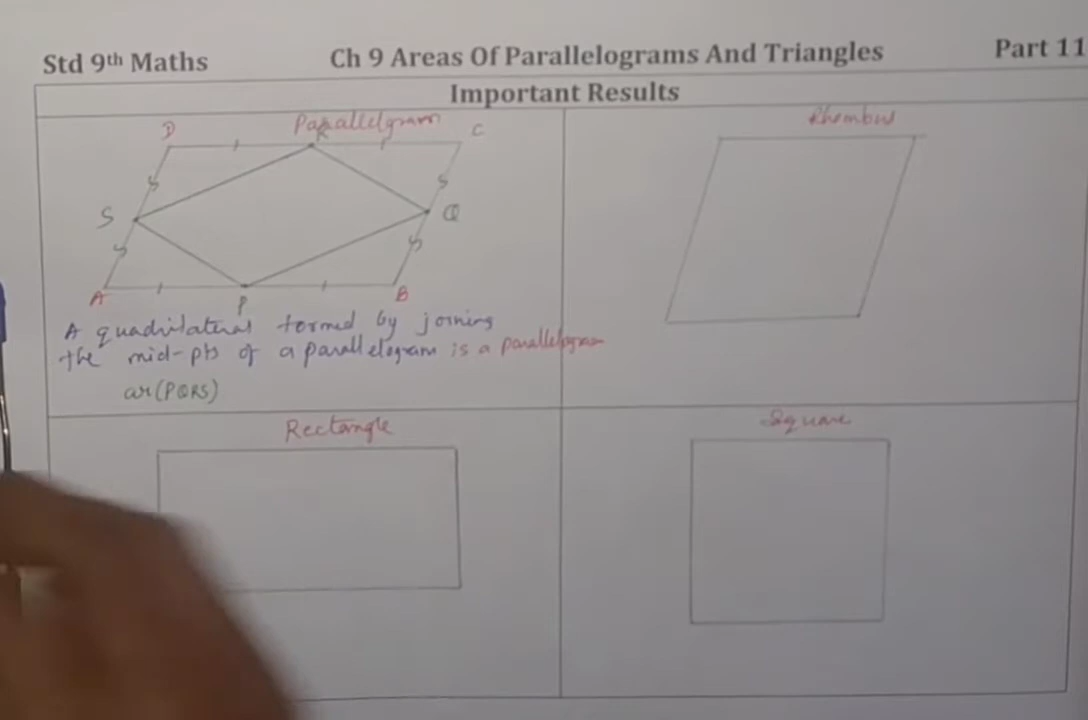 Std 9th Maths Ch 9 Areas Of Parallelograms And Triangles Part 11
Important Results
Parallelgram
D R C
S Q
A P B
A quadrilateral formed by joining
the mid-pts of a parallelogram is a parallelogram
ar(PQRS)
Rhombus
Rectangle
Square